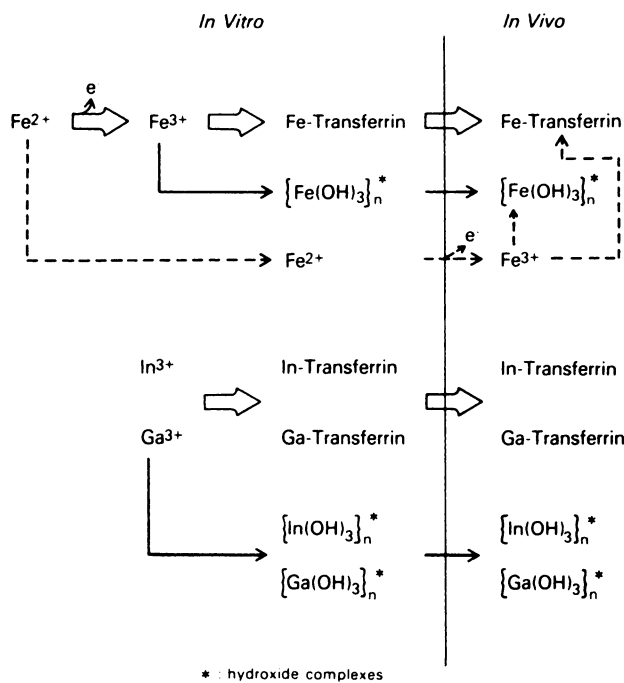 In Vitro In Vivo
e-
Fe2+ Fe3+ Fe-Transferrin Fe-Transferrin
{Fe(OH)3}n* {Fe(OH)3}n*
e-
Fe2+ Fe3+
In3+ In-Transferrin In-Transferrin
Ga3+ Ga-Transferrin Ga-Transferrin
{In(OH)3}n* {In(OH)3}n*
{Ga(OH)3}n* {Ga(OH)3}n*
* : hydroxide complexes